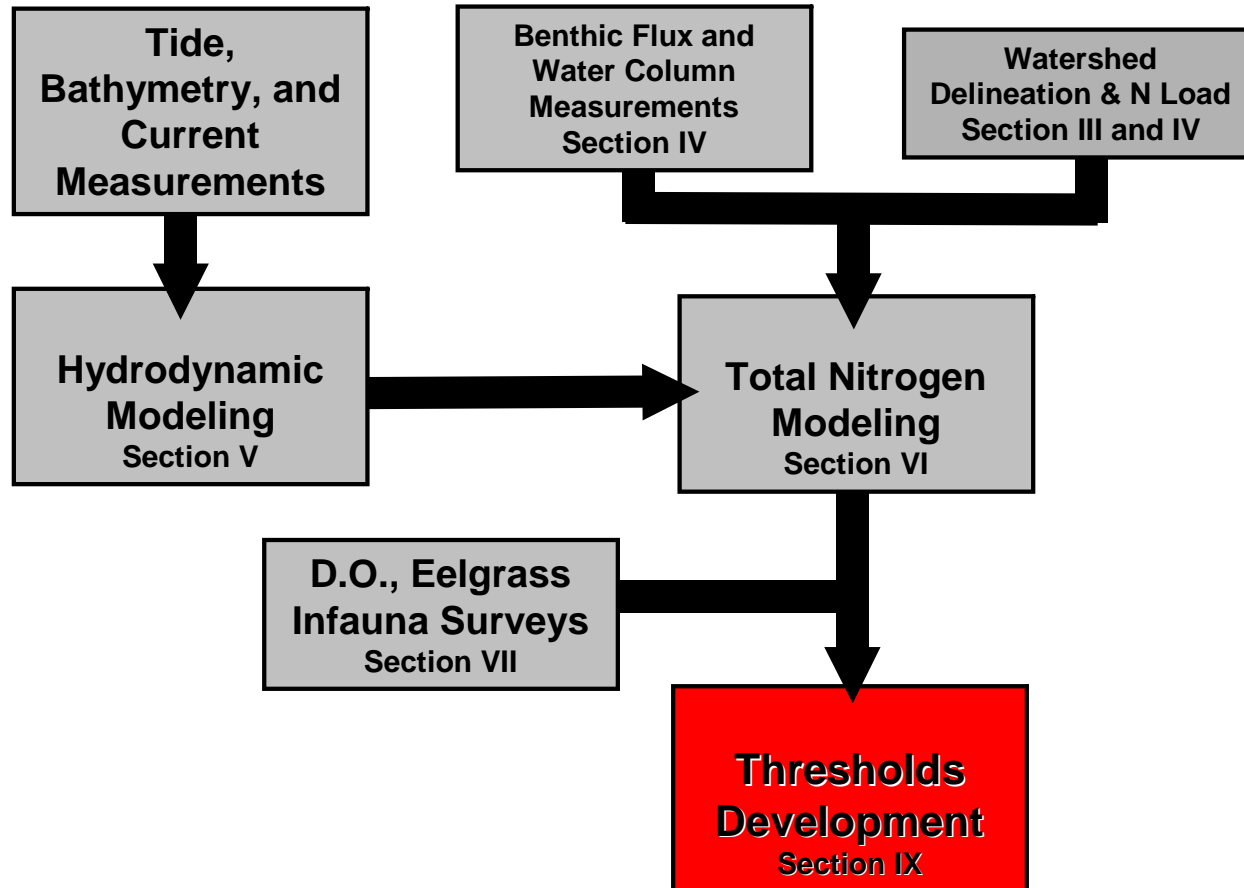 Tide,
Bathymetry, and
Current
Measurements
Benthic Flux and
Water Column
Measurements
Section IV
Watershed
Delineation & N Load
Section III and IV
Hydrodynamic
Modeling
Section V
Total Nitrogen
Modeling
Section VI
D.O., Eelgrass
Infauna Surveys
Section VII
Thresholds
Development
Section IX